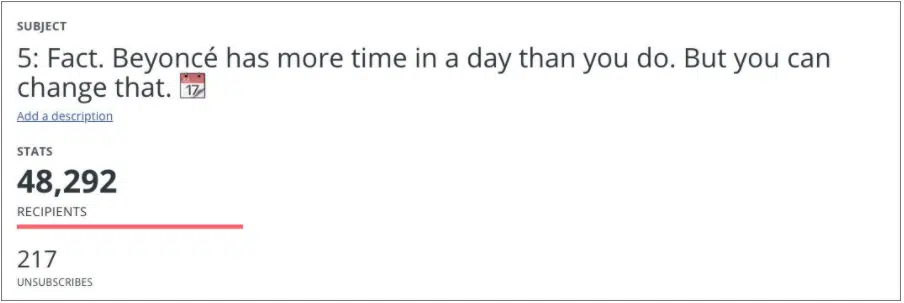 SUBJECT
5: Fact. Beyoncé has more time in a day than you do. But you can
change that. 📅
Add a description
STATS
48,292
RECIPIENTS
217
UNSUBSCRIBES